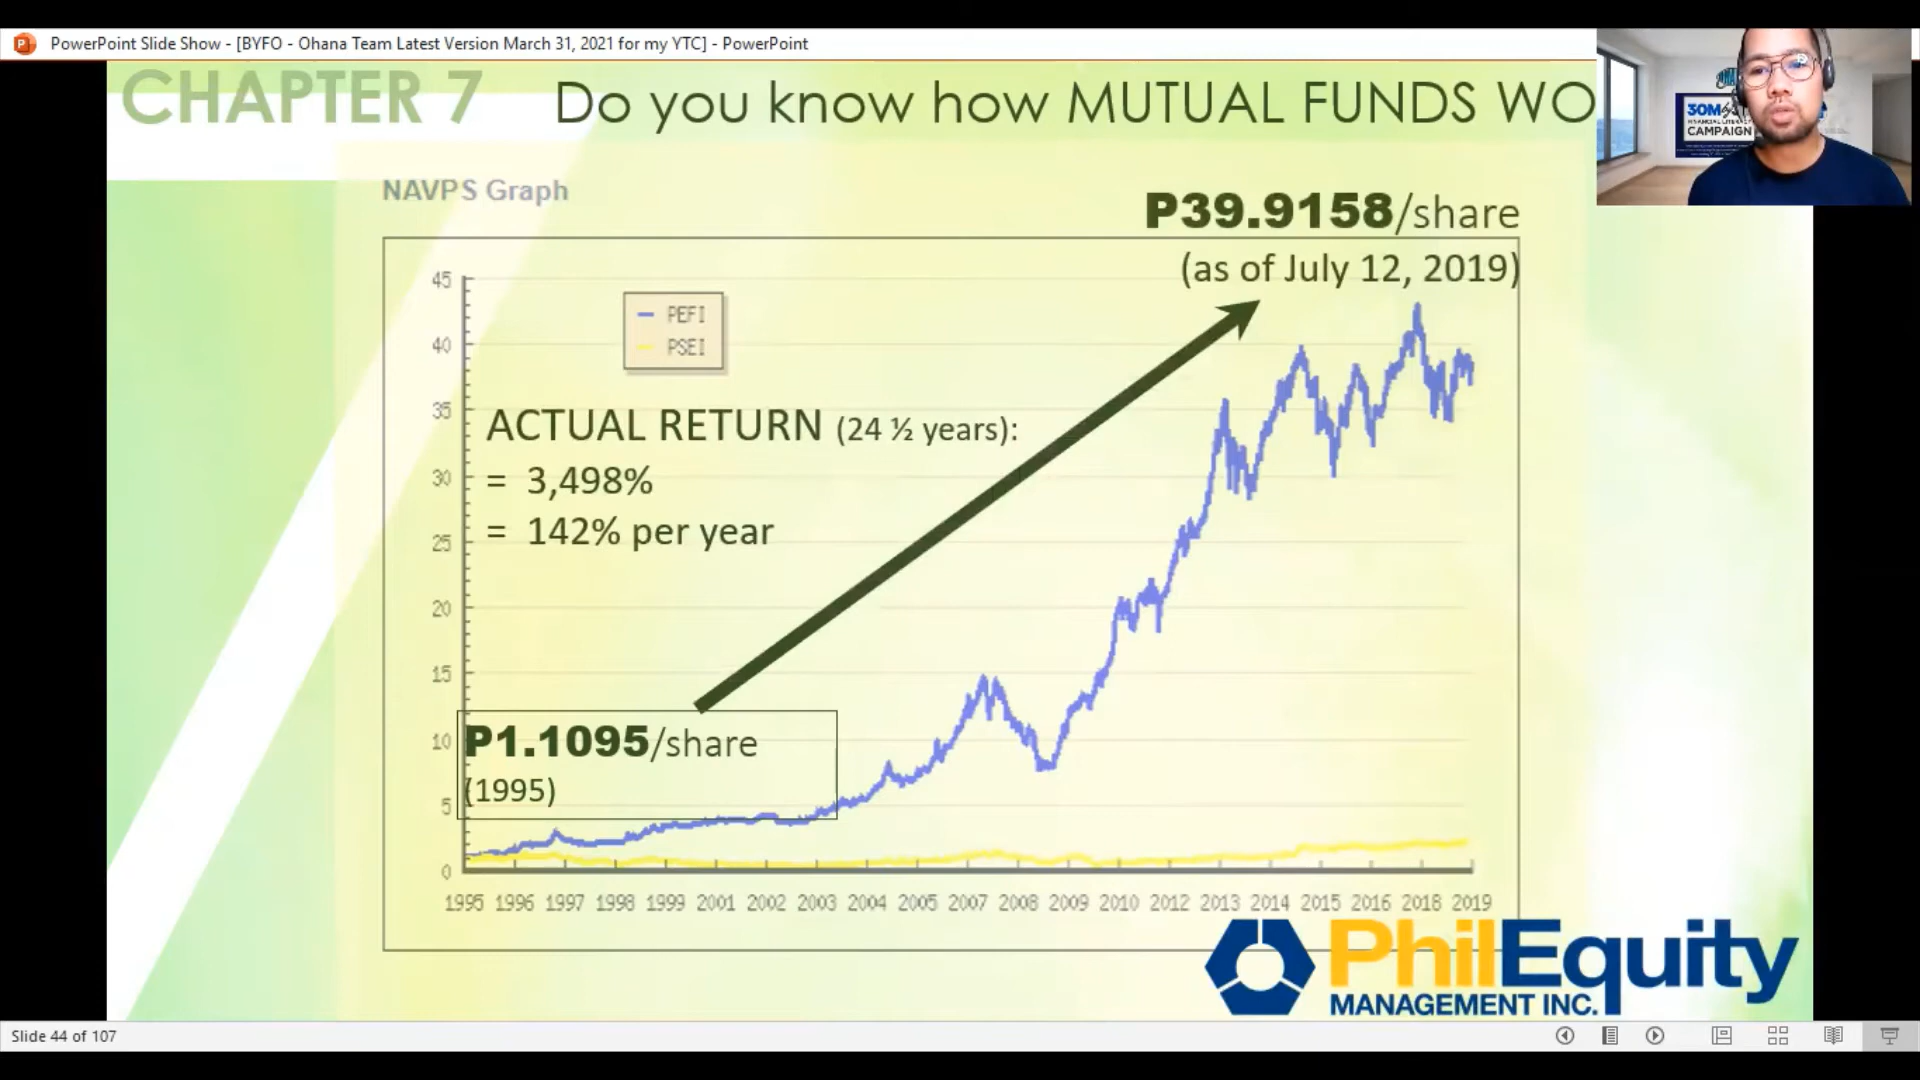 PowerPoint Slide Show - [BYFO - Ohana Team Latest Version March 31, 2021 for my YTC] - PowerPoint
CHAPTER 7
Do you know how MUTUAL FUNDS WO
30M
CAMPAIGN
NAVPS Graph
P39.9158/share
(as of July 12, 2019)
PEFI
PSEI
ACTUAL RETURN (24 ½ years):
= 3,498%
= 142% per year
P1.1095/share
(1995)
45
40
35
30
25
20
15
10
5
0
1995 1996 1997 1998 1999 2001 2002 2003 2004 2005 2007 2008 2009 2010 2012 2013 2014 2015 2016 2018 2019
PhilEquity
MANAGEMENT INC.
Slide 44 of 107